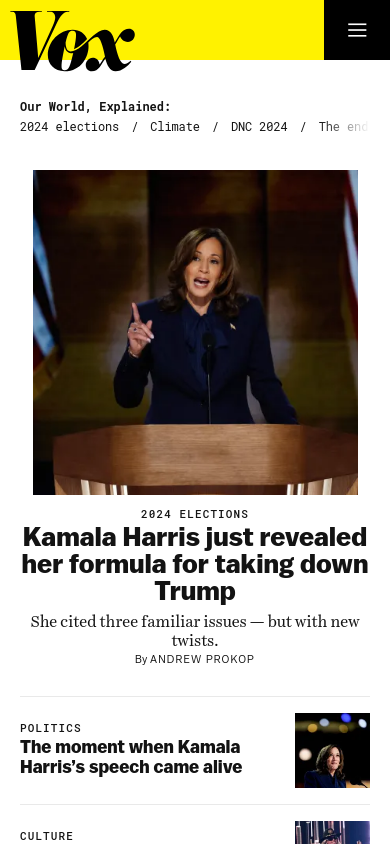 Vox
Our World, Explained:
2024 elections / Climate / DNC 2024 / The end
2024 ELECTIONS
Kamala Harris just revealed
her formula for taking down
Trump
She cited three familiar issues — but with new
twists.
By ANDREW PROKOP
POLITICS
The moment when Kamala
Harris’s speech came alive
CULTURE